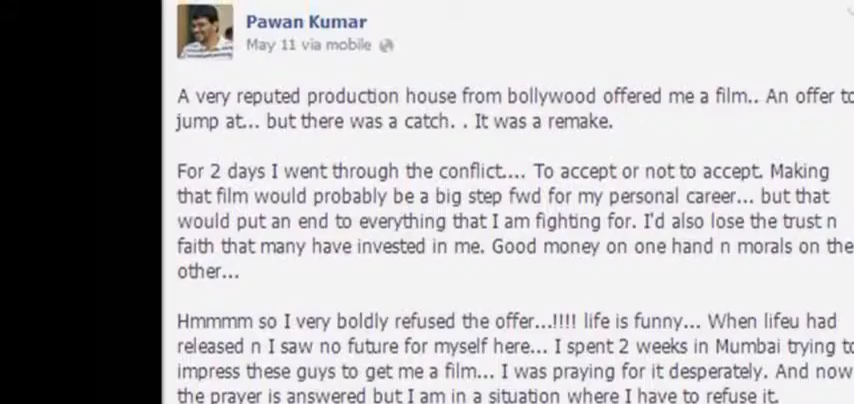 Pawan Kumar
May 11 via mobile
A very reputed production house from bollywood offered me a film.. An offer to
jump at... but there was a catch. . It was a remake.
For 2 days I went through the conflict.... To accept or not to accept. Making
that film would probably be a big step fwd for my personal career... but that
would put an end to everything that I am fighting for. I'd also lose the trust n
faith that many have invested in me. Good money on one hand n morals on the
other...
Hmmmm so I very boldly refused the offer...!!!! life is funny... When lifeu had
released n I saw no future for myself here... I spent 2 weeks in Mumbai trying to
impress these guys to get me a film... I was praying for it desperately. And now
the prayer is answered but I am in a situation where I have to refuse it.